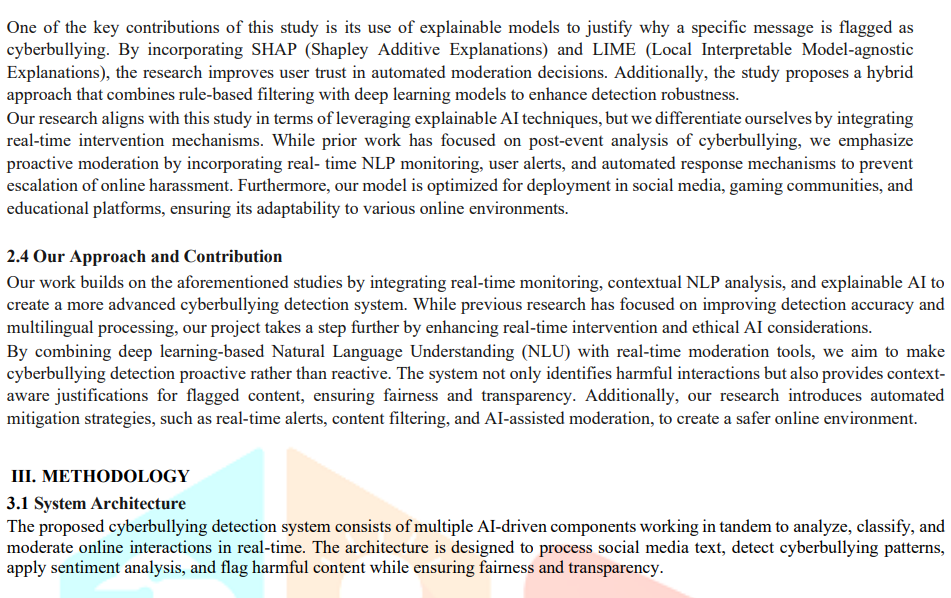 One of the key contributions of this study is its use of explainable models to justify why a specific message is flagged as
cyberbullying. By incorporating SHAP (Shapley Additive Explanations) and LIME (Local Interpretable Model-agnostic
Explanations), the research improves user trust in automated moderation decisions. Additionally, the study proposes a hybrid
approach that combines rule-based filtering with deep learning models to enhance detection robustness.
Our research aligns with this study in terms of leveraging explainable AI techniques, but we differentiate ourselves by integrating
real-time intervention mechanisms. While prior work has focused on post-event analysis of cyberbullying, we emphasize
proactive moderation by incorporating real- time NLP monitoring, user alerts, and automated response mechanisms to prevent
escalation of online harassment. Furthermore, our model is optimized for deployment in social media, gaming communities, and
educational platforms, ensuring its adaptability to various online environments.
2.4 Our Approach and Contribution
Our work builds on the aforementioned studies by integrating real-time monitoring, contextual NLP analysis, and explainable AI to
create a more advanced cyberbullying detection system. While previous research has focused on improving detection accuracy and
multilingual processing, our project takes a step further by enhancing real-time intervention and ethical AI considerations.
By combining deep learning-based Natural Language Understanding (NLU) with real-time moderation tools, we aim to make
cyberbullying detection proactive rather than reactive. The system not only identifies harmful interactions but also provides context-
aware justifications for flagged content, ensuring fairness and transparency. Additionally, our research introduces automated
mitigation strategies, such as real-time alerts, content filtering, and AI-assisted moderation, to create a safer online environment.
III. METHODOLOGY
3.1 System Architecture
The proposed cyberbullying detection system consists of multiple AI-driven components working in tandem to analyze, classify, and
moderate online interactions in real-time. The architecture is designed to process social media text, detect cyberbullying patterns,
apply sentiment analysis, and flag harmful content while ensuring fairness and transparency.